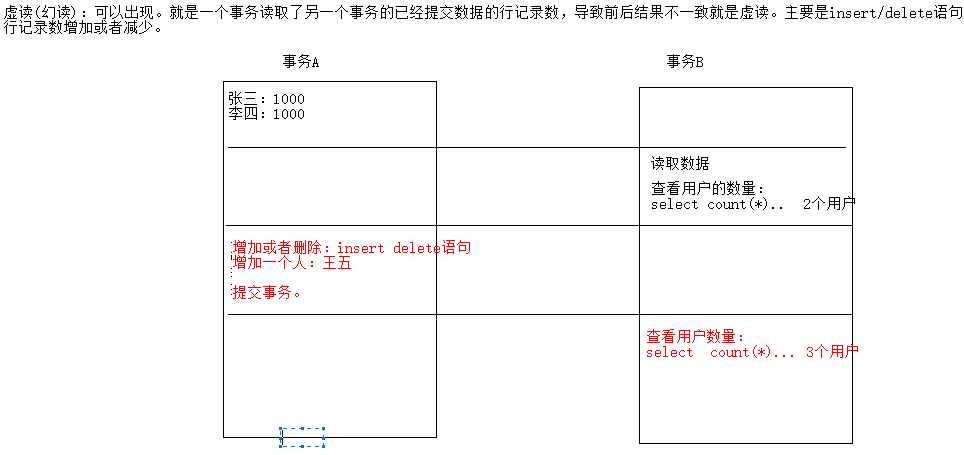 虚读(幻读)：可以出现。就是一个事务读取了另一个事务的已经提交数据的行记录数，导致前后结果不一致就是虚读。主要是insert/delete语句
行记录数增加或者减少。
事务A
事务B
张三：1000
李四：1000
读取数据
查看用户的数量：
select count(*).. 2个用户
增加或者删除：insert delete语句
增加一个人：王五
提交事务。
查看用户数量：
select count(*)... 3个用户